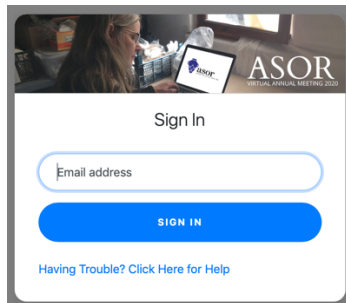 asor
ASOR
VIRTUAL ANNUAL MEETING 2020
Sign In
Email address
SIGN IN
Having Trouble? Click Here for Help